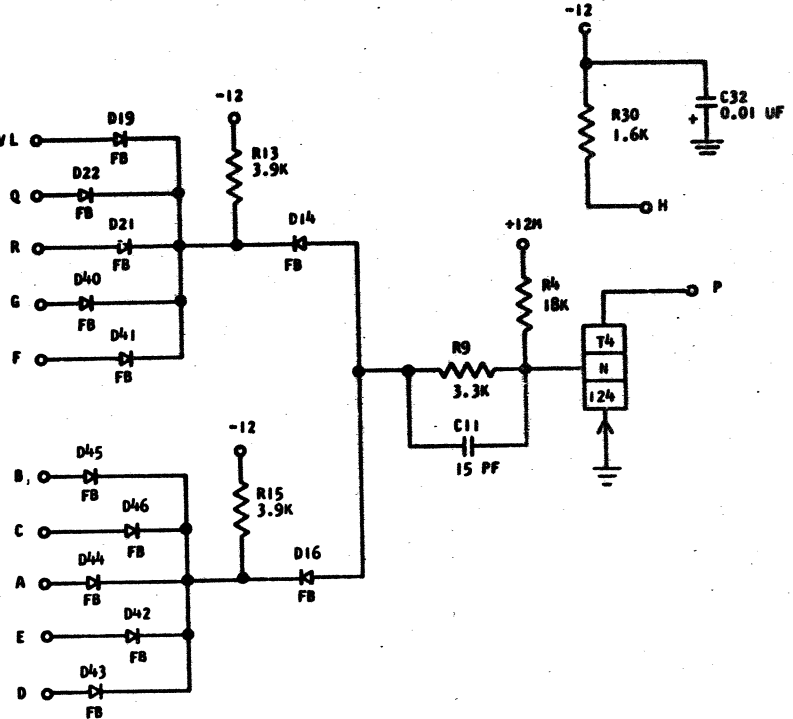 -12
C
C32
0.01 UF
+
R30
1.6K
H
D19
FB
VL
D22
FB
Q
D21
FB
R
D40
FB
G
D41
FB
F
-12
R13
3.9K
D14
FB
+12M
R4
18K
P
R9
3.3K
C11
15 PF
T4
N
124
D45
FB
B,
D46
FB
C
D44
FB
A
D42
FB
E
D43
FB
D
-12
R15
3.9K
D16
FB